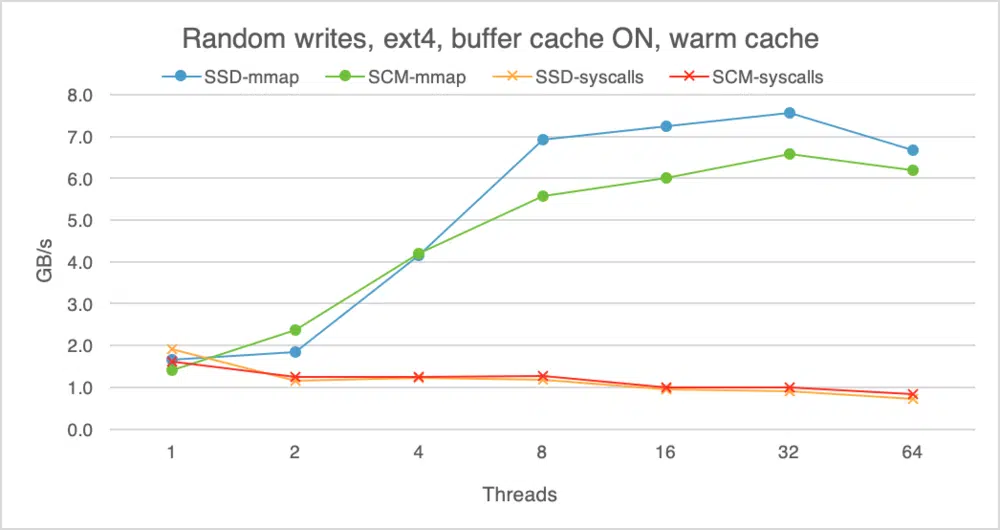 Random writes, ext4, buffer cache ON, warm cache
SSD-mmap SCM-mmap SSD-syscalls SCM-syscalls
8.0
7.0
6.0
5.0
4.0
3.0
2.0
1.0
0.0
GB/s
1 2 4 8 16 32 64
Threads